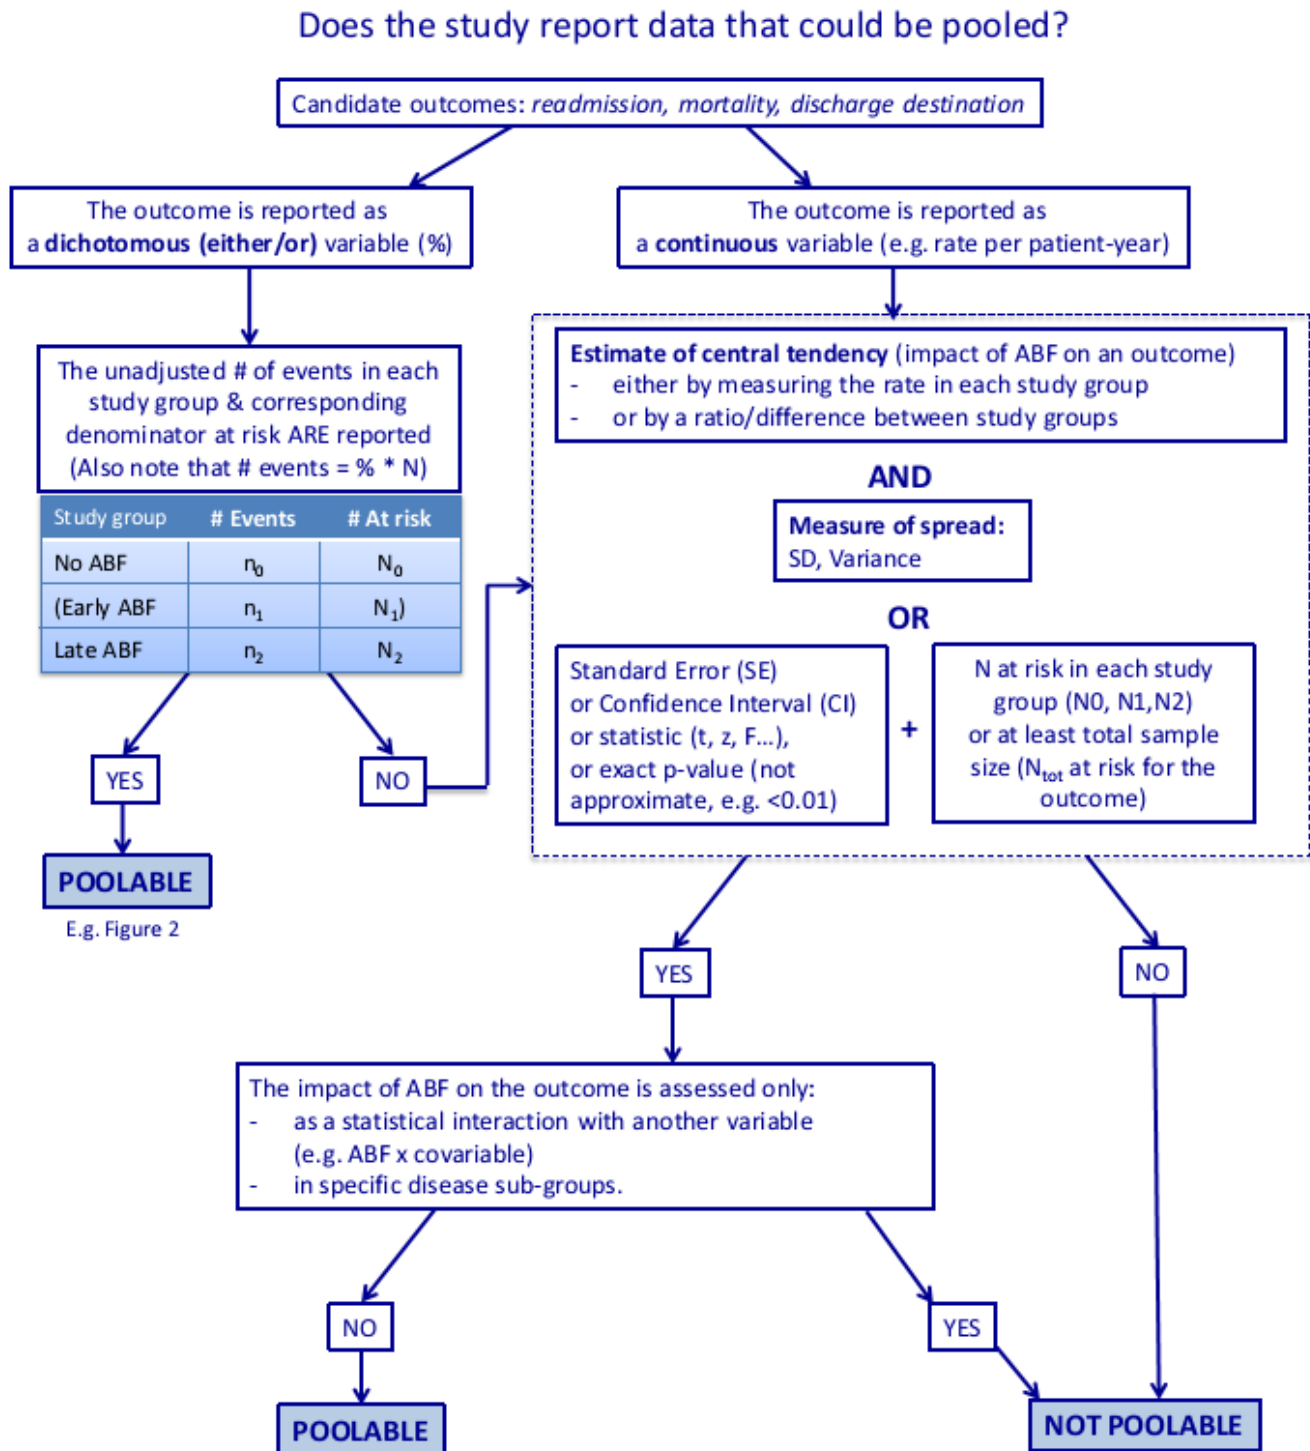 Does the study report data that could be pooled?
Candidate outcomes: readmission, mortality, discharge destination
The outcome is reported as
a dichotomous (either/or) variable (%)
The outcome is reported as
a continuous variable (e.g. rate per patient-year)
The unadjusted # of events in each
study group & corresponding
denominator at risk ARE reported
(Also note that # events = % * N)
Study group # Events # At risk
No ABF n0 N0
(Early ABF n1 N1)
Late ABF n2 N2
YES
NO
POOLABLE
E.g. Figure 2
Estimate of central tendency (impact of ABF on an outcome)
- either by measuring the rate in each study group
- or by a ratio/difference between study groups
AND
Measure of spread:
SD, Variance
OR
Standard Error (SE)
or Confidence Interval (CI)
or statistic (t, z, F...),
or exact p-value (not
approximate, e.g. <0.01)
+
N at risk in each study
group (N0, N1,N2)
or at least total sample
size (Ntot at risk for the
outcome)
YES
NO
The impact of ABF on the outcome is assessed only:
- as a statistical interaction with another variable
(e.g. ABF x covariable)
- in specific disease sub-groups.
NO
YES
POOLABLE
NOT POOLABLE